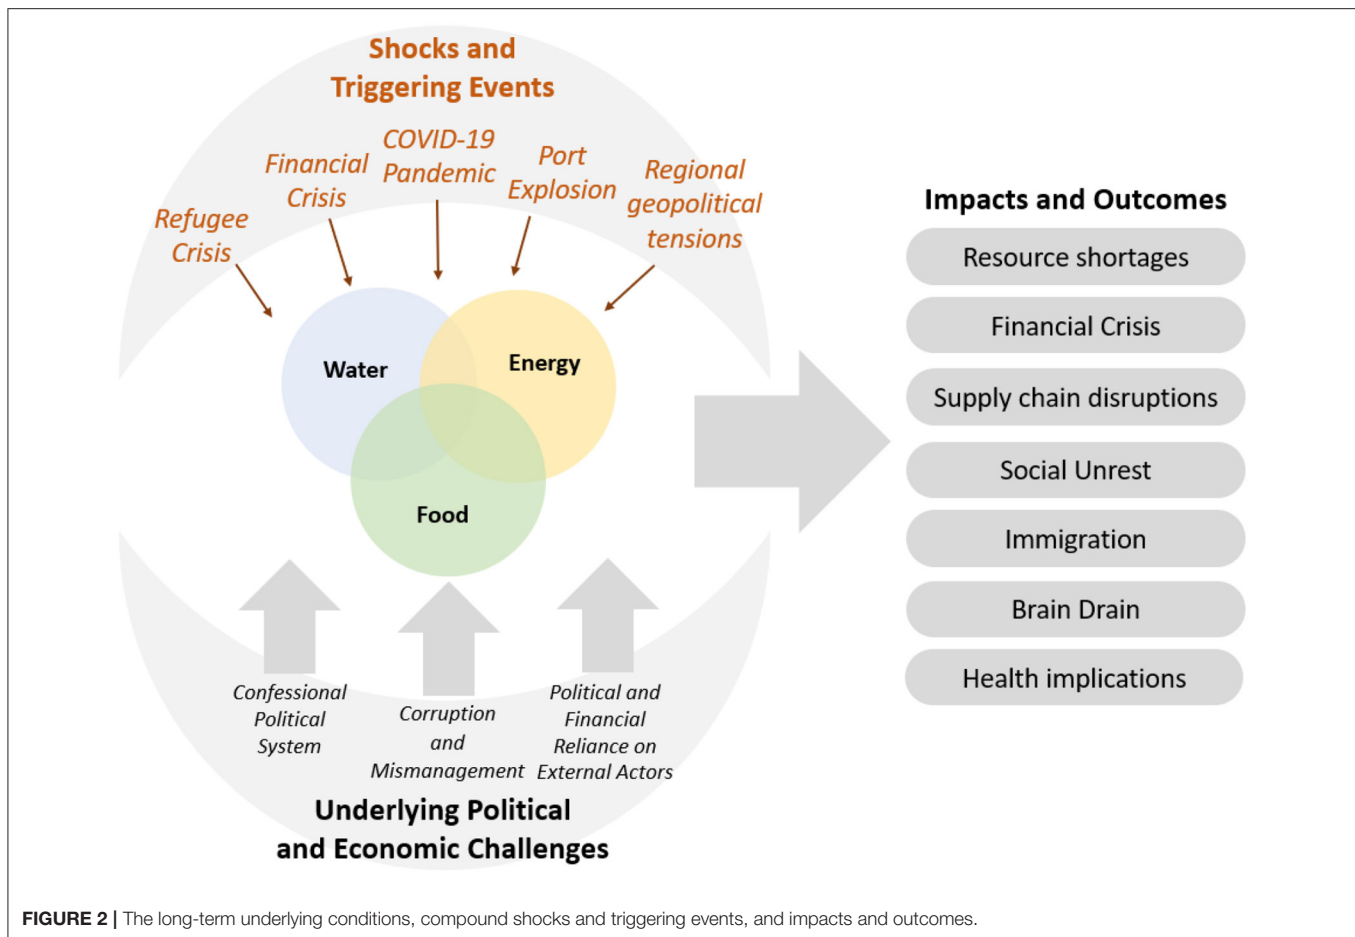 Shocks and
Triggering Events
Refugee
Crisis
Financial
Crisis
COVID-19
Pandemic
Port
Explosion
Regional
geopolitical
tensions
Water
Energy
Food
Confessional
Political
System
Corruption
and
Mismanagement
Political and
Financial
Reliance on
External Actors
Underlying Political
and Economic Challenges
Impacts and Outcomes
Resource shortages
Financial Crisis
Supply chain disruptions
Social Unrest
Immigration
Brain Drain
Health implications
FIGURE 2 | The long-term underlying conditions, compound shocks and triggering events, and impacts and outcomes.